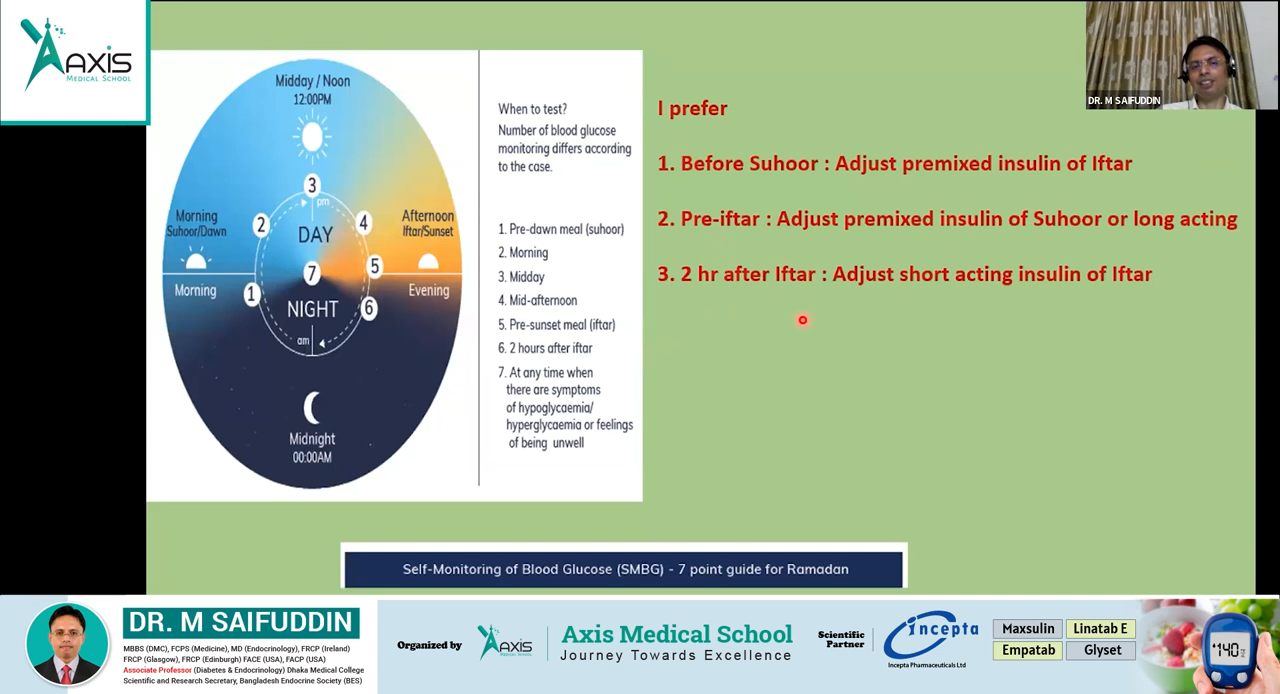 AXIS
MEDICAL SCHOOL
Midday / Noon
12:00PM
3
pm
2
4
Morning
Suhoor/Dawn
DAY
Afternoon
Iftar/Sunset
7
5
Morning
1
NIGHT
6
Evening
am
Midnight
00:00AM
When to test?
Number of blood glucose
monitoring differs according
to the case.
1. Pre-dawn meal (suhoor)
2. Morning
3. Midday
4. Mid-afternoon
5. Pre-sunset meal (iftar)
6. 2 hours after iftar
7. At any time when
there are symptoms
of hypoglycaemia/
hyperglycaemia or feelings
of being unwell
I prefer
1. Before Suhoor : Adjust premixed insulin of Iftar
2. Pre-iftar : Adjust premixed insulin of Suhoor or long acting
3. 2 hr after Iftar : Adjust short acting insulin of Iftar
DR. M SAIFUDDIN
Self-Monitoring of Blood Glucose (SMBG) - 7 point guide for Ramadan
DR. M SAIFUDDIN
MBBS (DMC), FCPS (Medicine), MD (Endocrinology), FRCP (Ireland)
FRCP (Glasgow), FRCP (Edinburgh) FACE (USA), FACP (USA)
Associate Professor (Diabetes & Endocrinology) Dhaka Medical College
Scientific and Research Secretary, Bangladesh Endocrine Society (BES)
Organized by
AXIS
Axis Medical School
Journey Towards Excellence
Scientific
Partner
incepta
Incepta Pharmaceuticals Ltd
Maxsulin
Linatab E
Empatab
Glyset
140